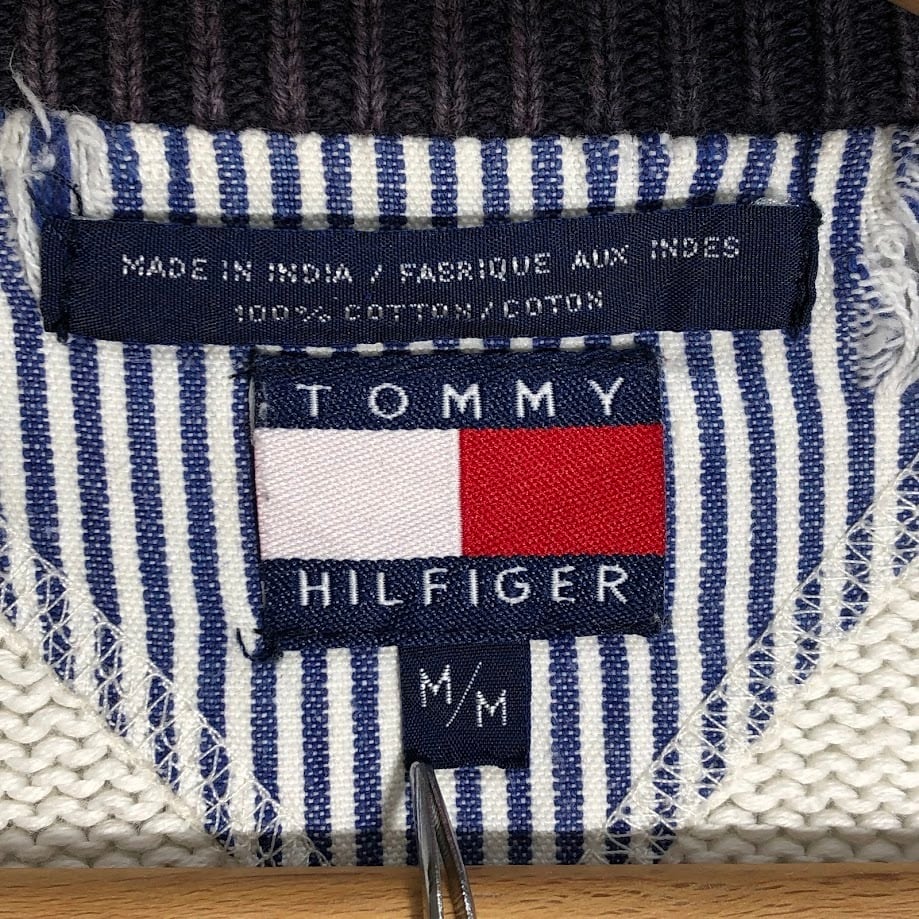 MADE IN INDIA / FABRIQUE AUX INDES
100% COTTON/COTON
TOMMY
HILFIGER
M/M